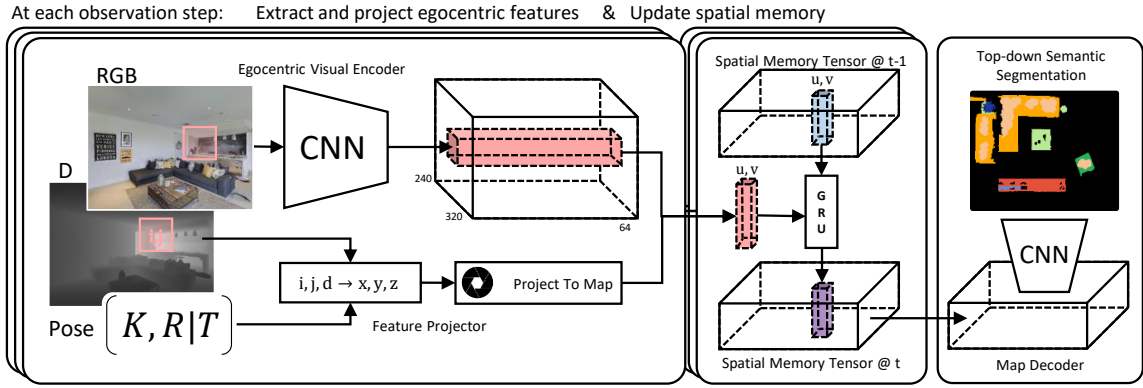 At each observation step: Extract and project egocentric features & Update spatial memory
RGB
Egocentric Visual Encoder
CNN
240
320
64
D
ij
i, j, d → x, y, z
Project To Map
Feature Projector
Pose [K, R|T]
Spatial Memory Tensor @ t-1
u, v
u, v
G
R
U
Spatial Memory Tensor @ t
Top-down Semantic
Segmentation
CNN
Map Decoder